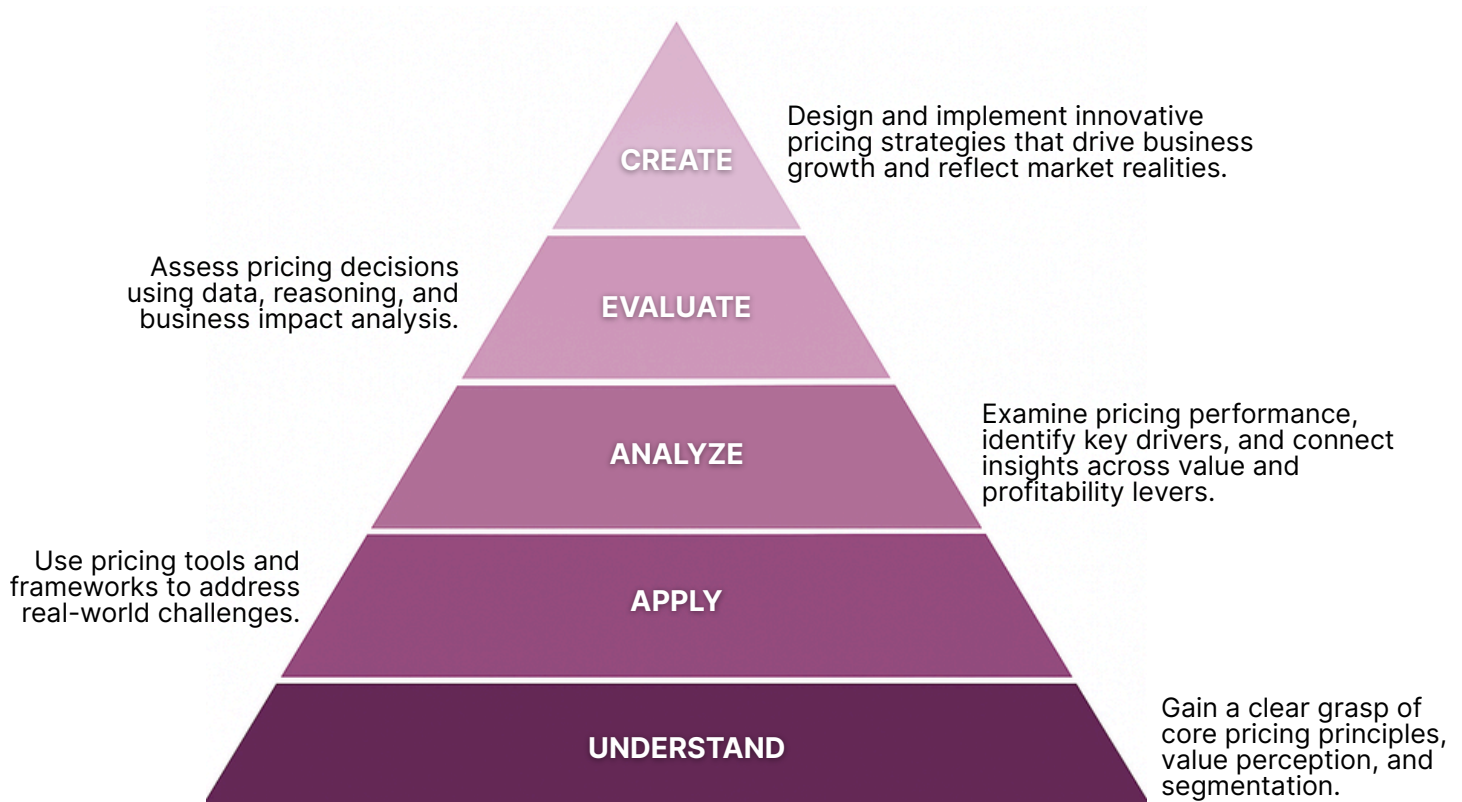 CREATE
Design and implement innovative
pricing strategies that drive business
growth and reflect market realities.
Assess pricing decisions
using data, reasoning, and
business impact analysis.
EVALUATE
ANALYZE
Examine pricing performance,
identify key drivers, and connect
insights across value and
profitability levers.
Use pricing tools and
frameworks to address
real-world challenges.
APPLY
UNDERSTAND
Gain a clear grasp of
core pricing principles,
value perception, and
segmentation.